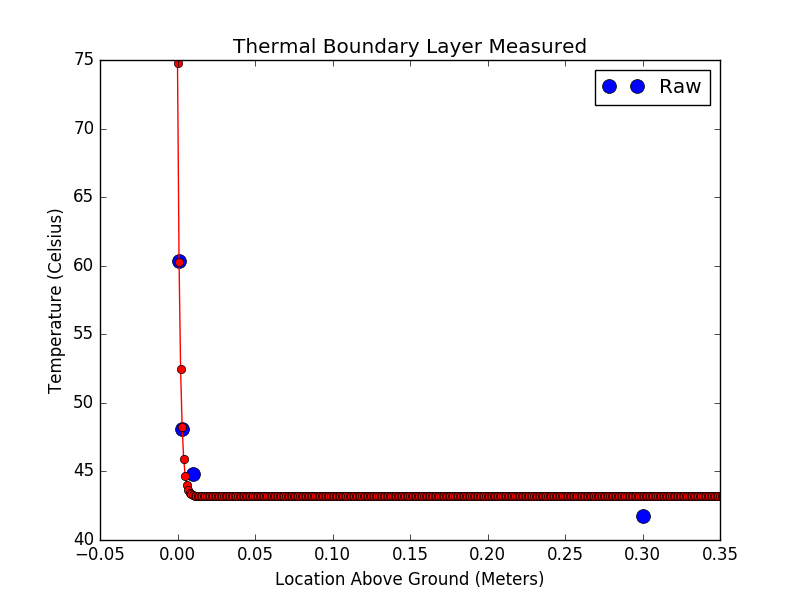 Thermal Boundary Layer Measured
Raw
Temperature (Celsius)
75
70
65
60
55
50
45
40
−0.05 0.00 0.05 0.10 0.15 0.20 0.25 0.30 0.35
Location Above Ground (Meters)